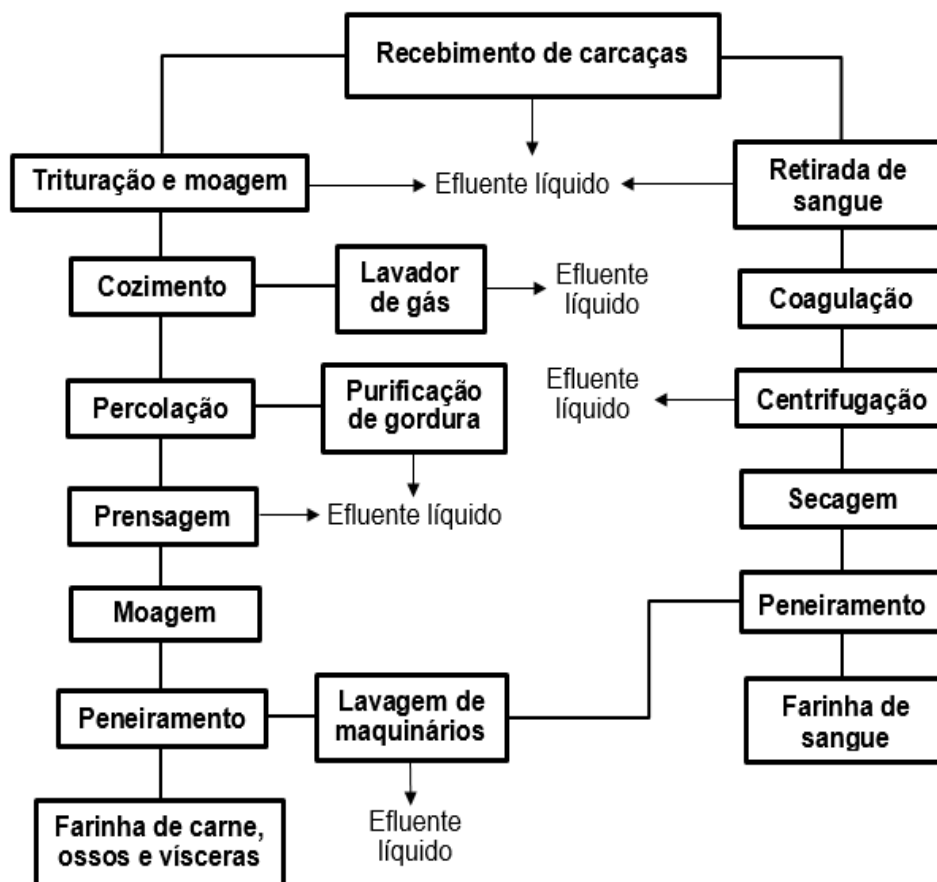 Recebimento de carcaças
Trituração e moagem
Efluente líquido
Retirada de
sangue
Cozimento
Lavador
de gás
Efluente
líquido
Coagulação
Percolação
Purificação
de gordura
Efluente
líquido
Centrifugação
Prensagem
Efluente líquido
Secagem
Moagem
Peneiramento
Peneiramento
Lavagem de
maquinários
Farinha de
sangue
Farinha de carne,
ossos e vísceras
Efluente
líquido